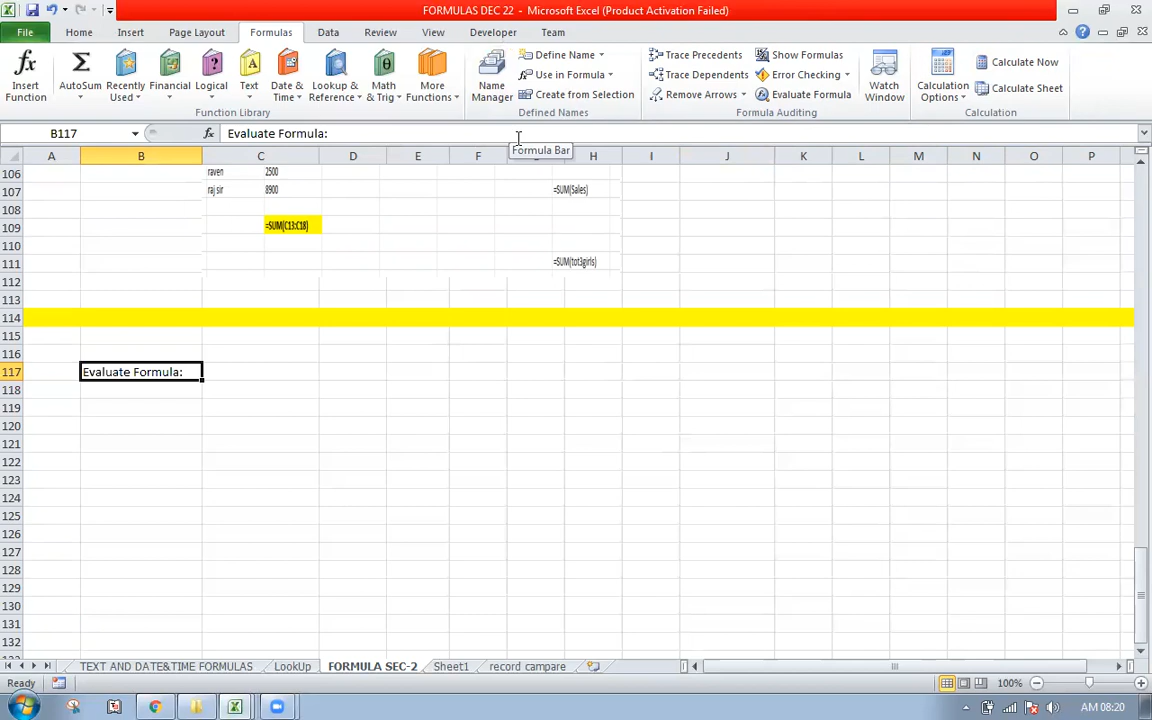 FORMULAS DEC 22 - Microsoft Excel (Product Activation Failed)
File Home Insert Page Layout Formulas Data Review View Developer Team
Insert Function
AutoSum
Recently Used
Financial
Logical
Text
Date & Time
Lookup & Reference
Math & Trig
More Functions
Function Library
Name Manager
Define Name
Use in Formula
Create from Selection
Defined Names
Trace Precedents
Trace Dependents
Remove Arrows
Show Formulas
Error Checking
Evaluate Formula
Formula Auditing
Watch Window
Calculation Options
Calculate Now
Calculate Sheet
Calculation
B117 fx Evaluate Formula:
Formula Bar
A B C D E F H I J K L M N O P
106 raven 2500
107 raj sir 8900 =SUM(Sales)
108
109 =SUM(C13:C18)
110
111 =SUM(tot3girls)
112
113
114
115
116
117 Evaluate Formula:
118
119
120
121
122
123
124
125
126
127
128
129
130
131
132
TEXT AND DATE&TIME FORMULAS LookUp FORMULA SEC-2 Sheet1 record campare
Ready 100%
AM 08:20